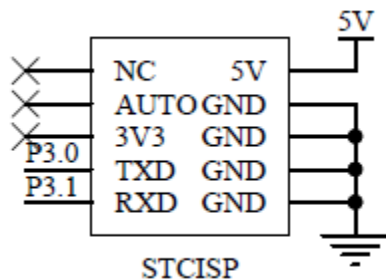 5V
NC 5V
AUTO GND
3V3 GND
P3.0 TXD GND
P3.1 RXD GND
STCISP